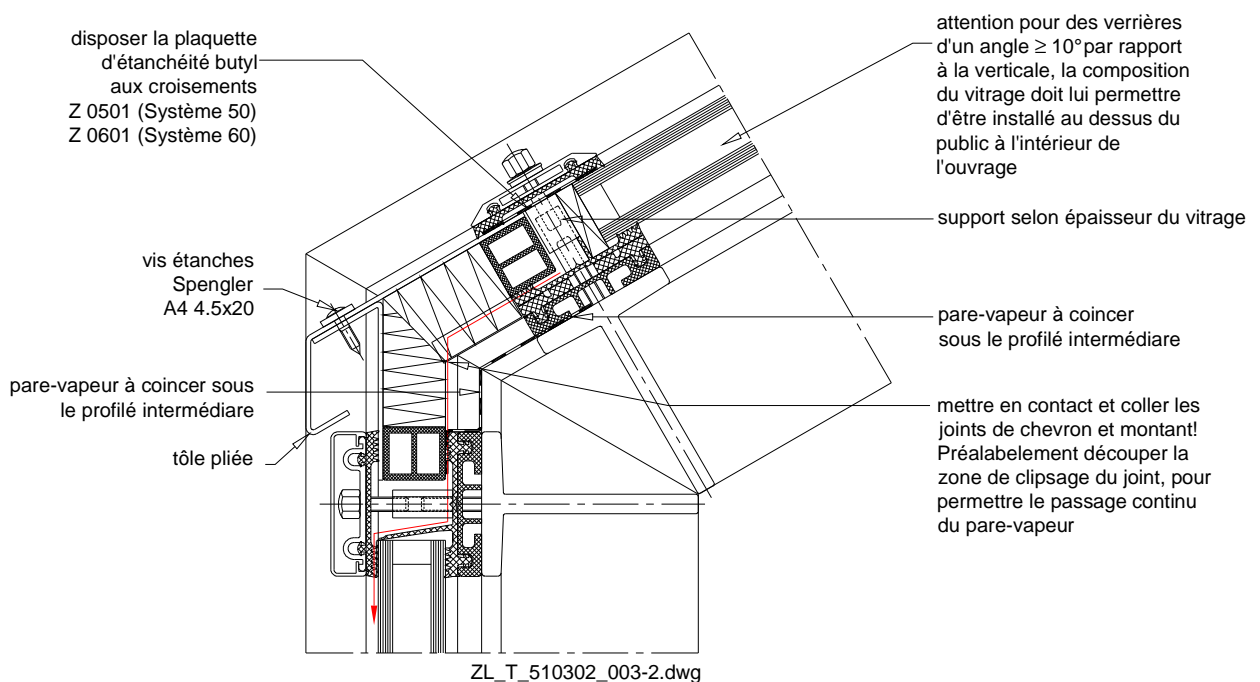 disposer la plaquette
d'étanchéité butyl
aux croisements
Z 0501 (Système 50)
Z 0601 (Système 60)
vis étanches
Spengler
A4 4.5x20
pare-vapeur à coincer sous
le profilé intermédiare
tôle pliée
attention pour des verrières
d'un angle ≥ 10° par rapport
à la verticale, la composition
du vitrage doit lui permettre
d'être installé au dessus du
public à l'intérieur de
l'ouvrage
support selon épaisseur du vitrage
pare-vapeur à coincer
sous le profilé intermédiare
mettre en contact et coller les
joints de chevron et montant!
Préalabelement découper la
zone de clipsage du joint, pour
permettre le passage continu
du pare-vapeur
ZL_T_510302_003-2.dwg